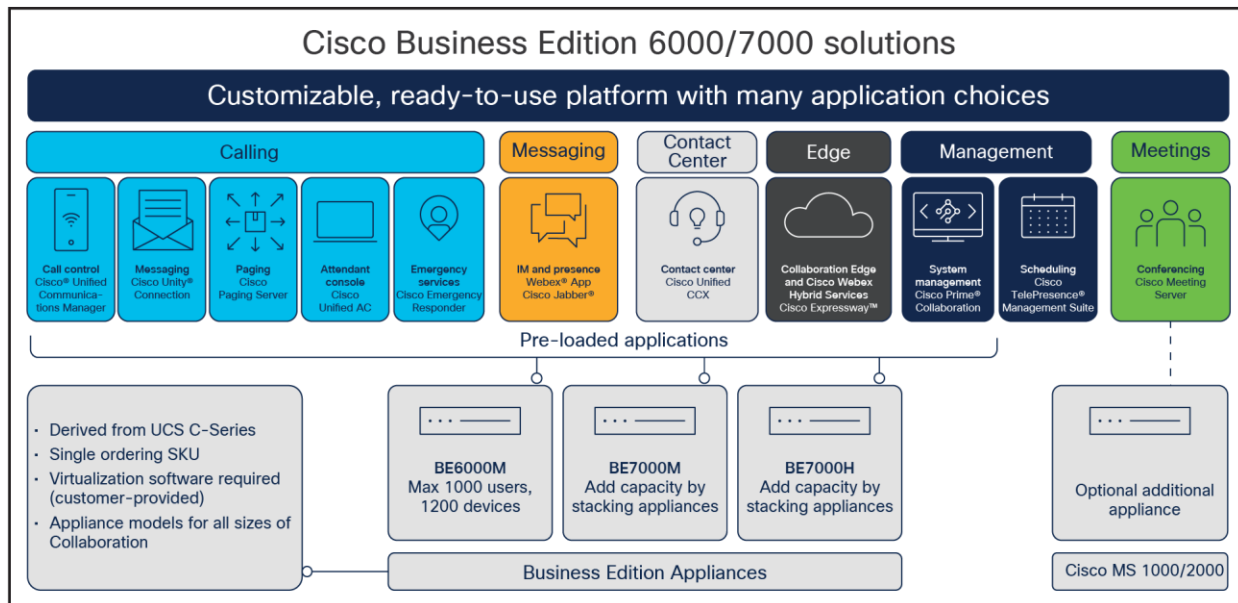 Cisco Business Edition 6000/7000 solutions
Customizable, ready-to-use platform with many application choices
Calling
Messaging
Contact
Center
Edge
Management
Meetings
Call control
Cisco® Unified
Communica-
tions Manager
Messaging
Cisco Unity®
Connection
Paging
Cisco
Paging Server
Attendant
console
Cisco
Unified AC
Emergency
services
Cisco Emergency
Responder
IM and presence
Webex® App
Cisco Jabber®
Contact center
Cisco Unified
CCX
Collaboration Edge
and Cisco Webex
Hybrid Services
Cisco Expressway™
System
management
Cisco Prime®
Collaboration
Scheduling
Cisco
TelePresence®
Management Suite
Conferencing
Cisco Meeting
Server
Pre-loaded applications
· Derived from UCS C-Series
· Single ordering SKU
· Virtualization software required
(customer-provided)
· Appliance models for all sizes of
Collaboration
BE6000M
Max 1000 users,
1200 devices
BE7000M
Add capacity by
stacking appliances
BE7000H
Add capacity by
stacking appliances
Optional additional
appliance
Business Edition Appliances
Cisco MS 1000/2000